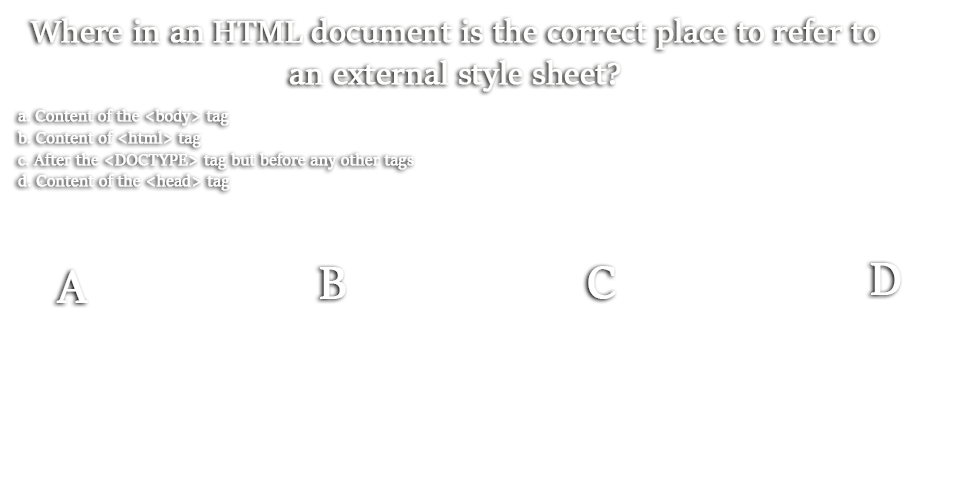 Where in an HTML document is the correct place to refer to
an external style sheet?
a. Content of the <body> tag
b. Content of <html> tag
c. After the <DOCTYPE> tag but before any other tags
d. Content of the <head> tag
A B C D